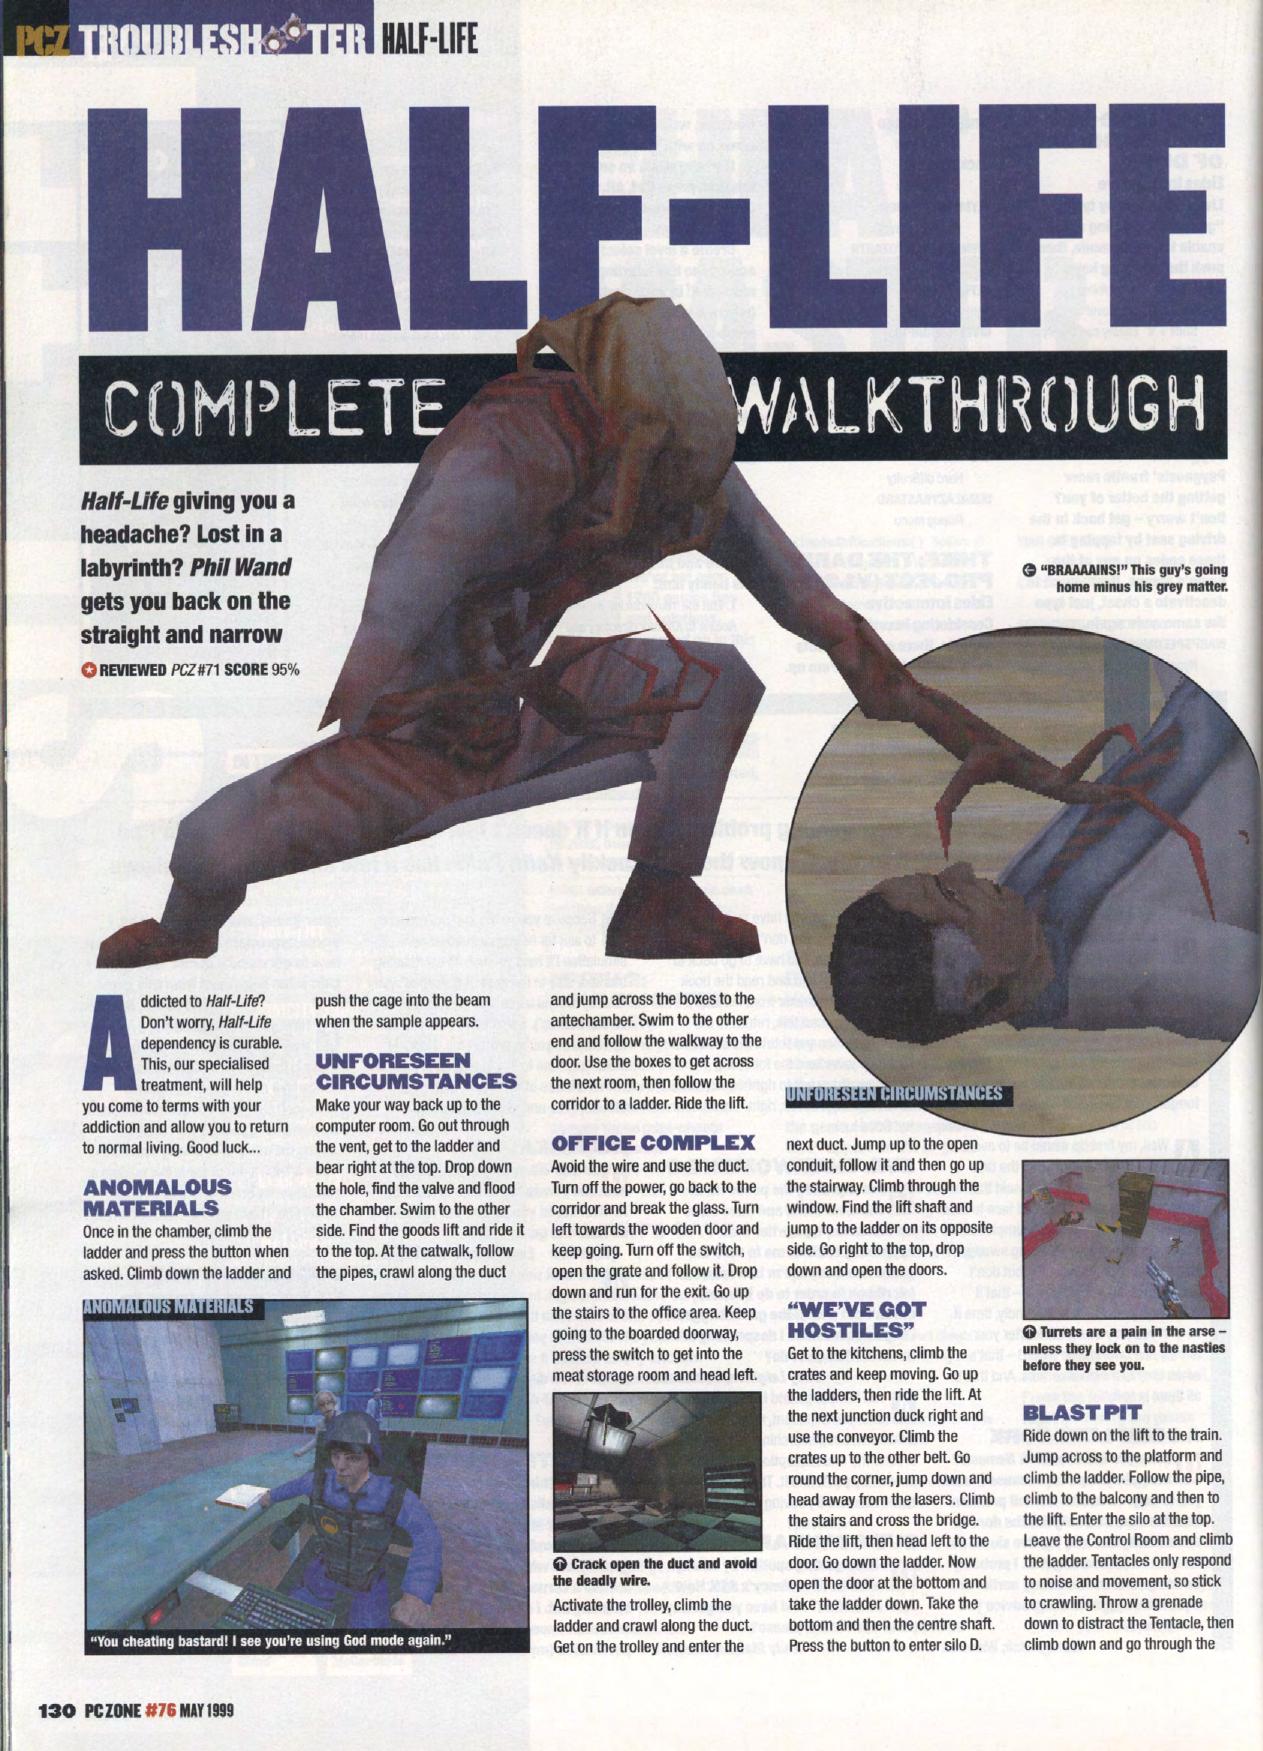 PCZ TROUBLESHOOTER HALF-LIFE
HALF-LIFE
COMPLETE WALKTHROUGH
Half-Life giving you a
headache? Lost in a
labyrinth? Phil Wand
gets you back on the
straight and narrow
REVIEWED PCZ #71 SCORE 95%
"BRAAAAINS!" This guy's going
home minus his grey matter.
UNFORESEEN CIRCUMSTANCES
Addicted to Half-Life?
Don't worry, Half-Life
dependency is curable.
This, our specialised
treatment, will help
you come to terms with your
addiction and allow you to return
to normal living. Good luck...
ANOMALOUS
MATERIALS
Once in the chamber, climb the
ladder and press the button when
asked. Climb down the ladder and
push the cage into the beam
when the sample appears.
UNFORESEEN
CIRCUMSTANCES
Make your way back up to the
computer room. Go out through
the vent, get to the ladder and
bear right at the top. Drop down
the hole, find the valve and flood
the chamber. Swim to the other
side. Find the goods lift and ride it
to the top. At the catwalk, follow
the pipes, crawl along the duct
ANOMALOUS MATERIALS
"You cheating bastard! I see you're using God mode again."
and jump across the boxes to the
antechamber. Swim to the other
end and follow the walkway to the
door. Use the boxes to get across
the next room, then follow the
corridor to a ladder. Ride the lift.
OFFICE COMPLEX
Avoid the wire and use the duct.
Turn off the power, go back to the
corridor and break the glass. Turn
left towards the wooden door and
keep going. Turn off the switch,
open the grate and follow it. Drop
down and run for the exit. Go up
the stairs to the office area. Keep
going to the boarded doorway,
press the switch to get into the
meat storage room and head left.
Crack open the duct and avoid
the deadly wire.
Activate the trolley, climb the
ladder and crawl along the duct.
Get on the trolley and enter the
next duct. Jump up to the open
conduit, follow it and then go up
the stairway. Climb through the
window. Find the lift shaft and
jump to the ladder on its opposite
side. Go right to the top, drop
down and open the doors.
"WE'VE GOT
HOSTILES"
Get to the kitchens, climb the
crates and keep moving. Go up
the ladders, then ride the lift. At
the next junction duck right and
use the conveyor. Climb the
crates up to the other belt. Go
round the corner, jump down and
head away from the lasers. Climb
the stairs and cross the bridge.
Ride the lift, then head left to the
door. Go down the ladder. Now
open the door at the bottom and
take the ladder down. Take the
bottom and then the centre shaft.
Press the button to enter silo D.
Turrets are a pain in the arse –
unless they lock on to the nasties
before they see you.
BLAST PIT
Ride down on the lift to the train.
Jump across to the platform and
climb the ladder. Follow the pipe,
climb to the balcony and then to
the lift. Enter the silo at the top.
Leave the Control Room and climb
the ladder. Tentacles only respond
to noise and movement, so stick
to crawling. Throw a grenade
down to distract the Tentacle, then
climb down and go through the
130 PC ZONE #76 MAY 1999